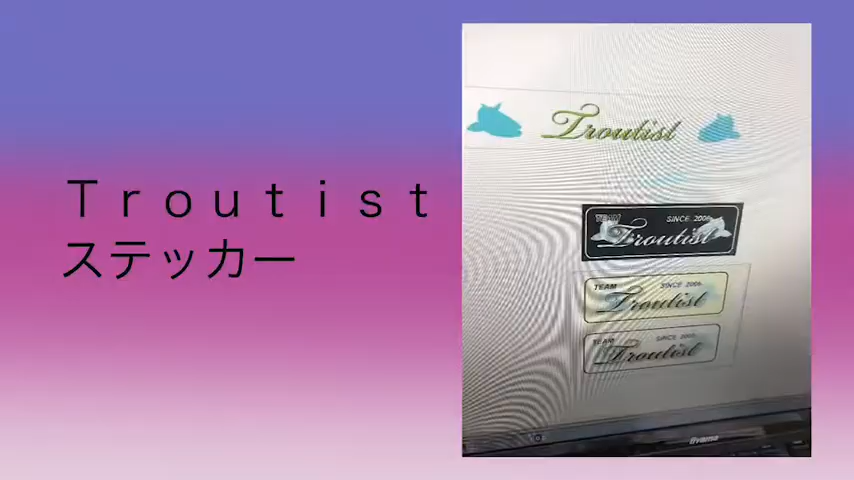 Ｔｒｏｕｔｉｓｔ
ステッカー
Troutist
TEAM SINCE 2006
Troutist
TEAM SINCE 2006
Troutist
TEAM SINCE 2006
Troutist
iiyama